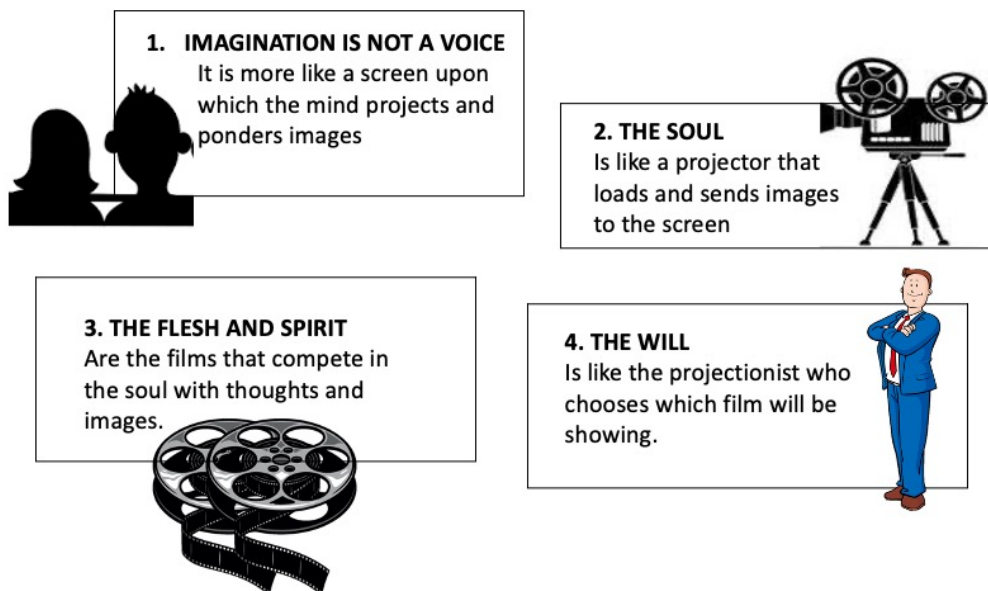 1. IMAGINATION IS NOT A VOICE
It is more like a screen upon
which the mind projects and
ponders images
2. THE SOUL
Is like a projector that
loads and sends images
to the screen
3. THE FLESH AND SPIRIT
Are the films that compete in
the soul with thoughts and
images.
4. THE WILL
Is like the projectionist who
chooses which film will be
showing.